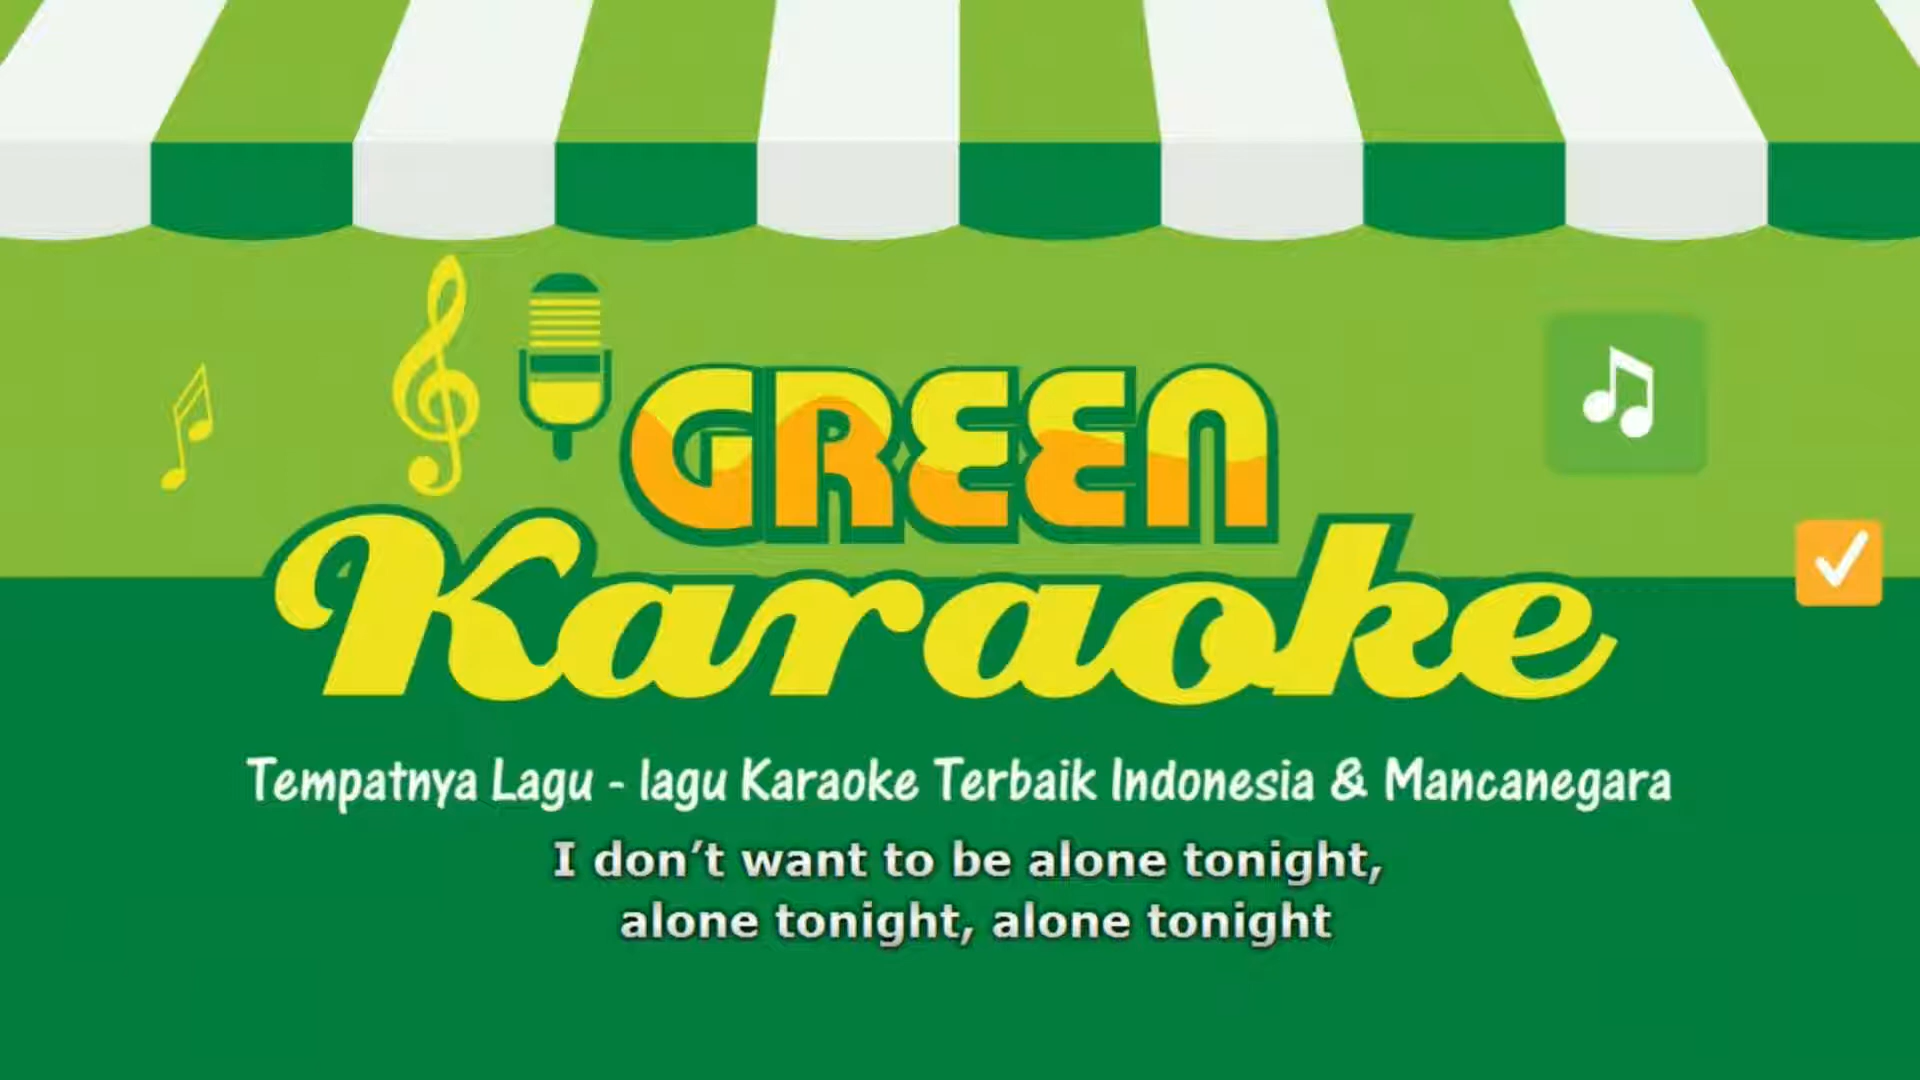 GREEN
Karaoke
Tempatnya Lagu - lagu Karaoke Terbaik Indonesia & Mancanegara
I don’t want to be alone tonight,
alone tonight, alone tonight